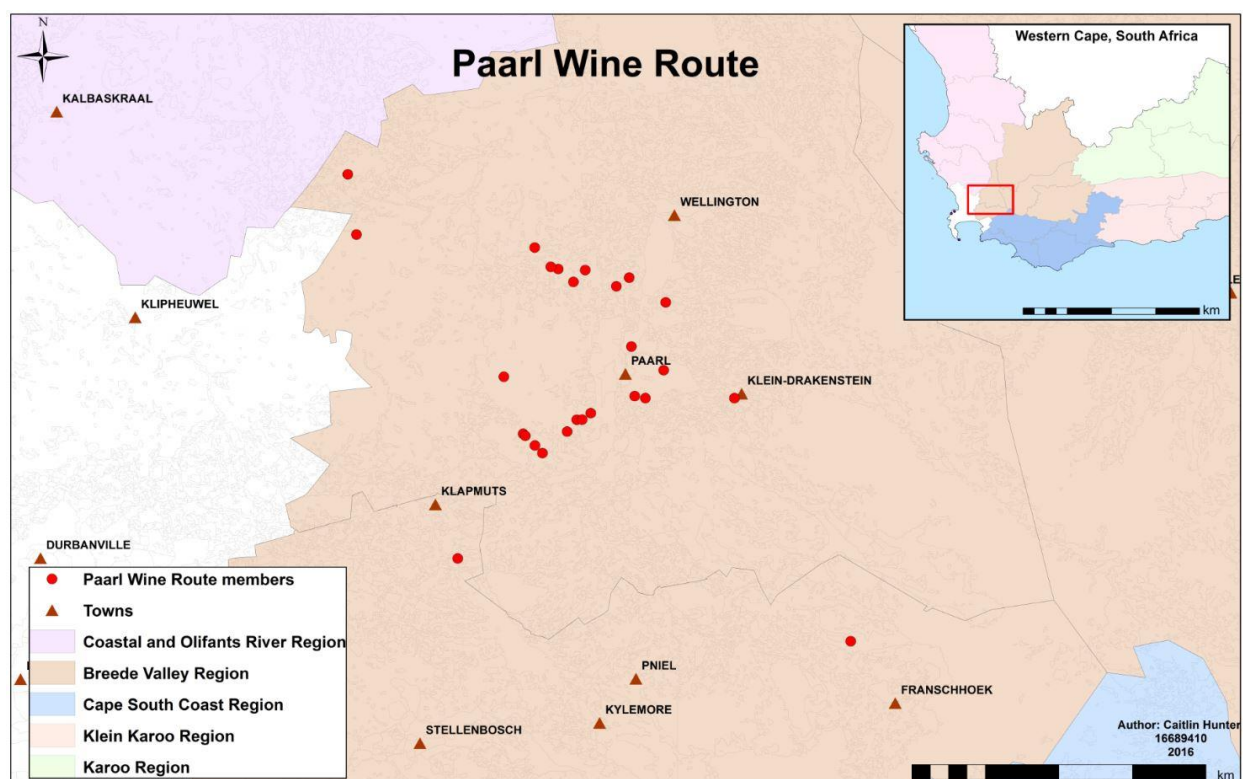 N
Paarl Wine Route
Western Cape, South Africa
km
KALBASKRAAL
WELLINGTON
KLIPHEUWEL
LE
PAARL
KLEIN-DRAKENSTEIN
KLAPMUTS
DURBANVILLE
Paarl Wine Route members
Towns
Coastal and Olifants River Region
Breede Valley Region
Cape South Coast Region
Klein Karoo Region
Karoo Region
PNIEL
FRANSCHHOEK
KYLEMORE
STELLENBOSCH
Author: Caitlin Hunter
16689410
2016
km